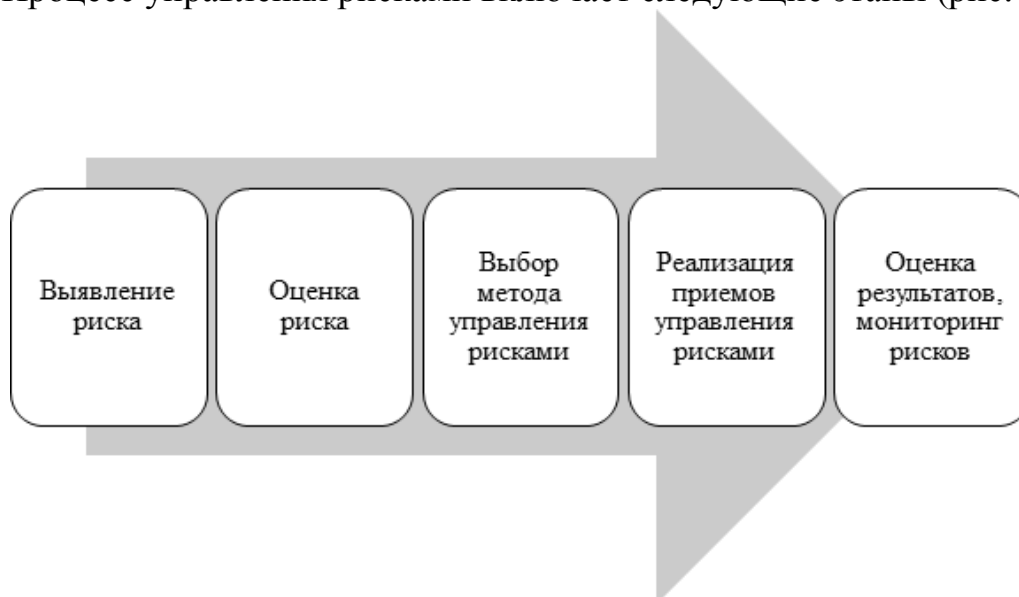 Процесс управления рисками включает следующие этапы (рис.
Выявление
риска
Оценка
риска
Выбор
метода
управления
рисками
Реализация
приемов
управления
рисками
Оценка
результатов,
мониторинг
рисков